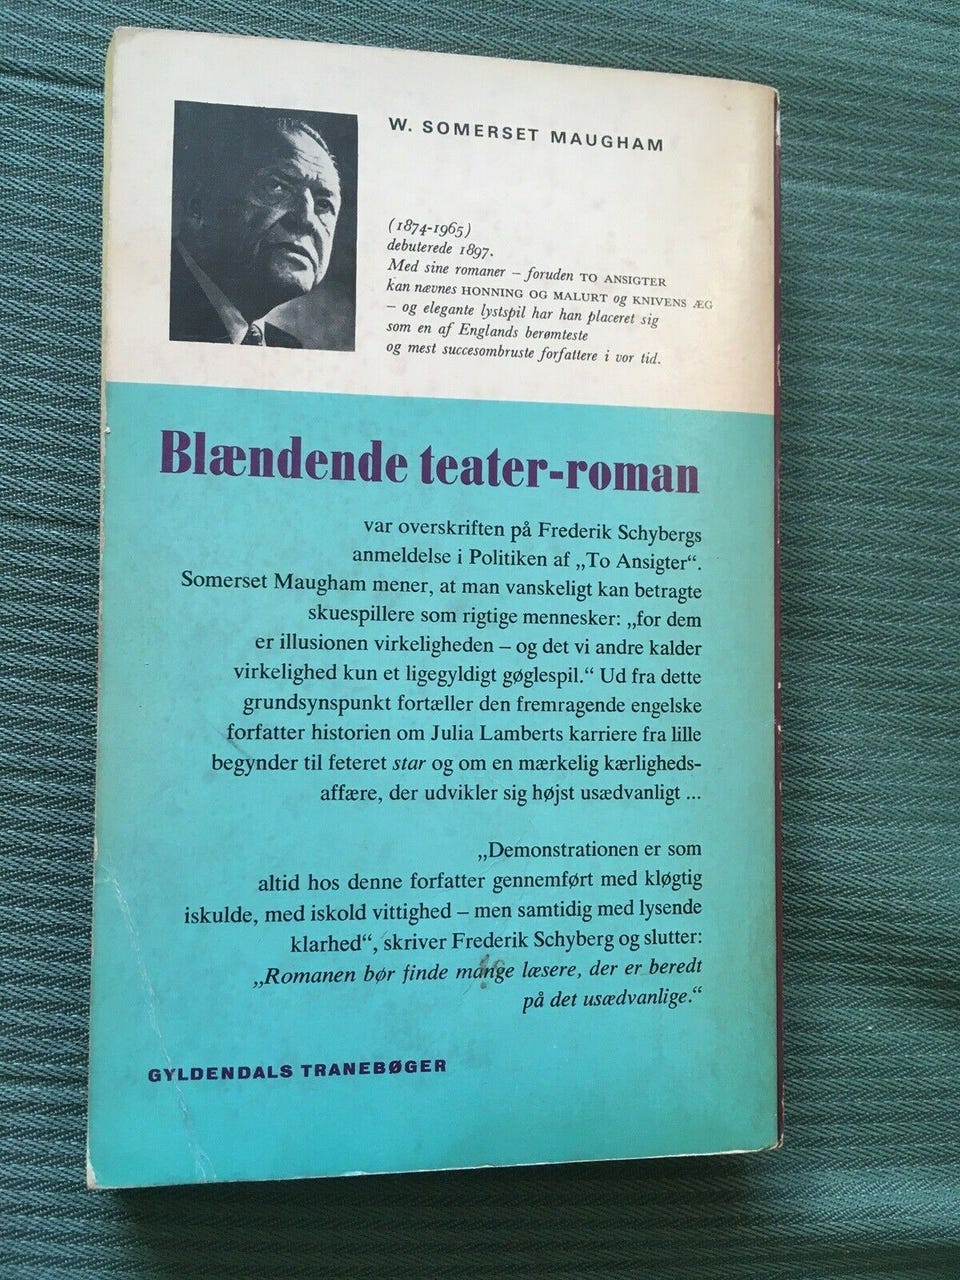 W. SOMERSET MAUGHAM
(1874-1965)
debuterede 1897.
Med sine romaner – foruden TO ANSIGTER
kan nævnes HONNING OG MALURT og KNIVENS ÆG
– og elegante lystspil har han placeret sig
som en af Englands berømteste
og mest succesombruste forfattere i vor tid.
Blændende teater-roman
var overskriften på Frederik Schybergs
anmeldelse i Politiken af „To Ansigter“.
Somerset Maugham mener, at man vanskeligt kan betragte
skuespillere som rigtige mennesker: „for dem
er illusionen virkeligheden – og det vi andre kalder
virkelighed kun et ligegyldigt gøglespil.“ Ud fra dette
grundsynspunkt fortæller den fremragende engelske
forfatter historien om Julia Lamberts karriere fra lille
begynder til feteret star og om en mærkelig kærligheds-
affære, der udvikler sig højst usædvanligt ...
„Demonstrationen er som
altid hos denne forfatter gennemført med kløgtig
iskulde, med iskold vittighed – men samtidig med lysende
klarhed“, skriver Frederik Schyberg og slutter:
„Romanen bør finde mange læsere, der er beredt
på det usædvanlige.“
GYLDENDALS TRANEBØGER